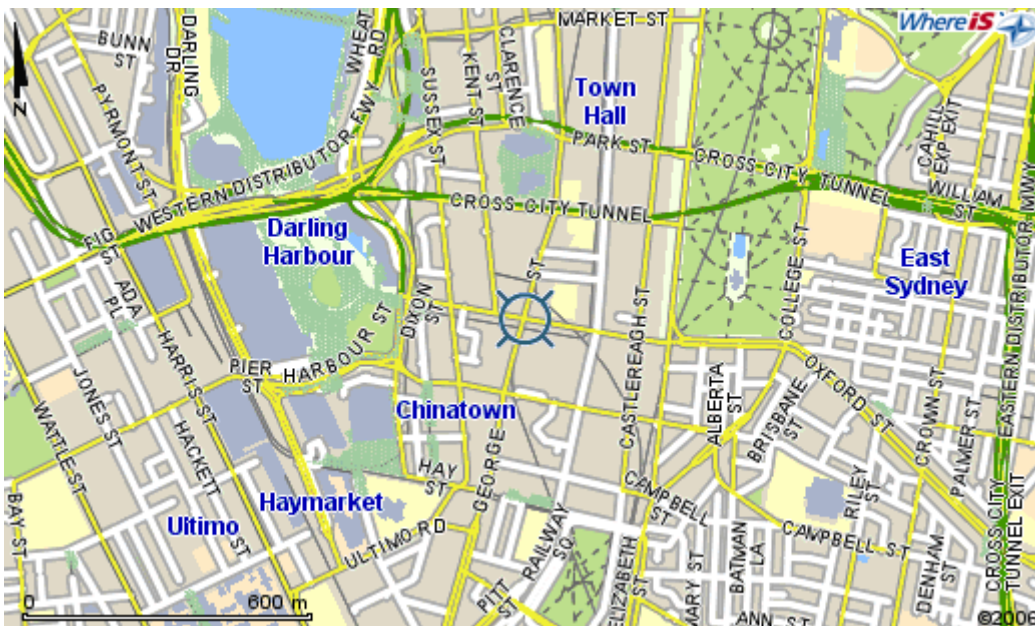 MARKET ST
WhereiS
BUNN
ST
DARLING
DR
WHEAT
RD
PYRMONT ST
SUSSEX ST
KENT ST
CLARENCE
ST
Town
Hall
PARK ST
CROSS CITY TUNNEL
CAHILL
EXP EXIT
WILLIAM
ST
WESTERN DISTRIBUTOR FWY
CROSS CITY TUNNEL
FIG
ST
Darling
Harbour
East
Sydney
ADA
PL
DIXON
ST
ST
COLLEGE ST
EASTERN DISTRIBUTOR
CASTLEREAGH ST
PIER
ST
HARBOUR ST
HARRIS ST
JONES ST
WATTLE ST
HACKETT
ST
Chinatown
ALBERTA
ST
BRISBANE
ST
OXFORD ST
CROWN ST
PALMER ST
GEORGE
HAY
ST
BAY ST
Haymarket
Ultimo
ULTIMO RD
RAILWAY
SQ
PITT
ST
CAMPBELL
ST
CAMPBELL ST
RILEY
ST
ELIZABETH
ST
MARY ST
BATMAN
LA
ANN ST
DENHAM
ST
CROSS CITY
TUNNEL EXIT
N
0
600 m
©2006